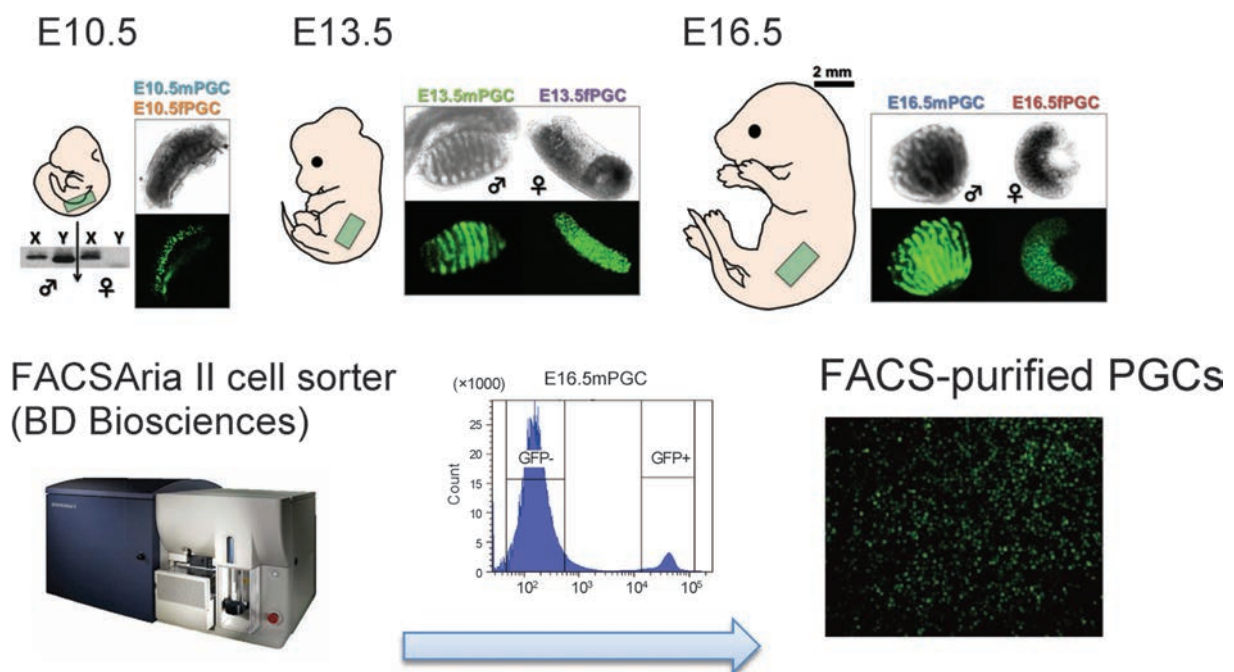 E10.5
E13.5
E16.5
2 mm
E10.5mPGC
E10.5fPGC
E13.5mPGC
E13.5fPGC
E16.5mPGC
E16.5fPGC
♂
♀
♂
♀
X Y X Y
♂ ♀
FACSAria II cell sorter
(BD Biosciences)
(×1000)
E16.5mPGC
25
20
15
10
5
0
Count
GFP-
GFP+
10² 10³ 10⁴ 10⁵
FACS-purified PGCs